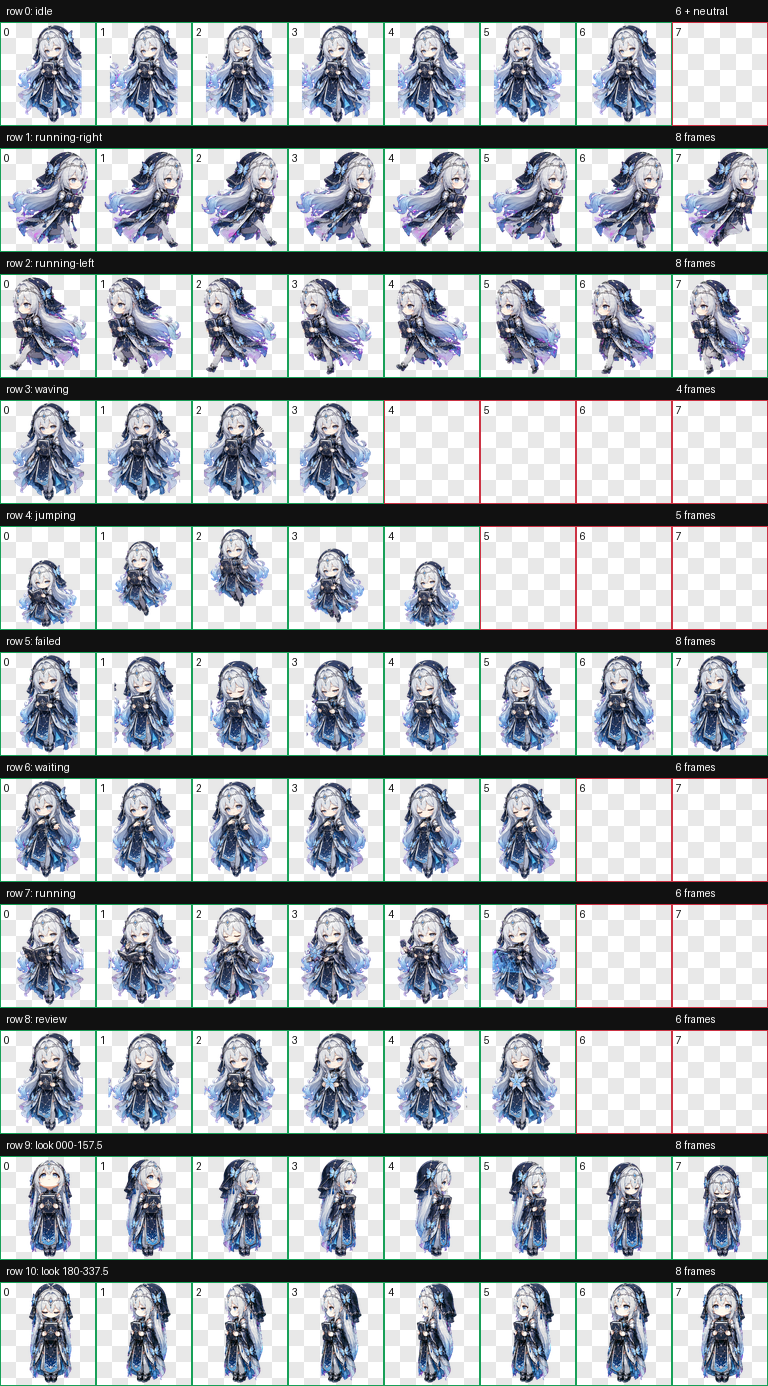 row 0: idle 6 + neutral
0 1 2 3 4 5 6 7
row 1: running-right 8 frames
0 1 2 3 4 5 6 7
row 2: running-left 8 frames
0 1 2 3 4 5 6 7
row 3: waving 4 frames
0 1 2 3 4 5 6 7
row 4: jumping 5 frames
0 1 2 3 4 5 6 7
row 5: failed 8 frames
0 1 2 3 4 5 6 7
row 6: waiting 6 frames
0 1 2 3 4 5 6 7
row 7: running 6 frames
0 1 2 3 4 5 6 7
row 8: review 6 frames
0 1 2 3 4 5 6 7
row 9: look 000-157.5 8 frames
0 1 2 3 4 5 6 7
row 10: look 180-337.5 8 frames
0 1 2 3 4 5 6 7